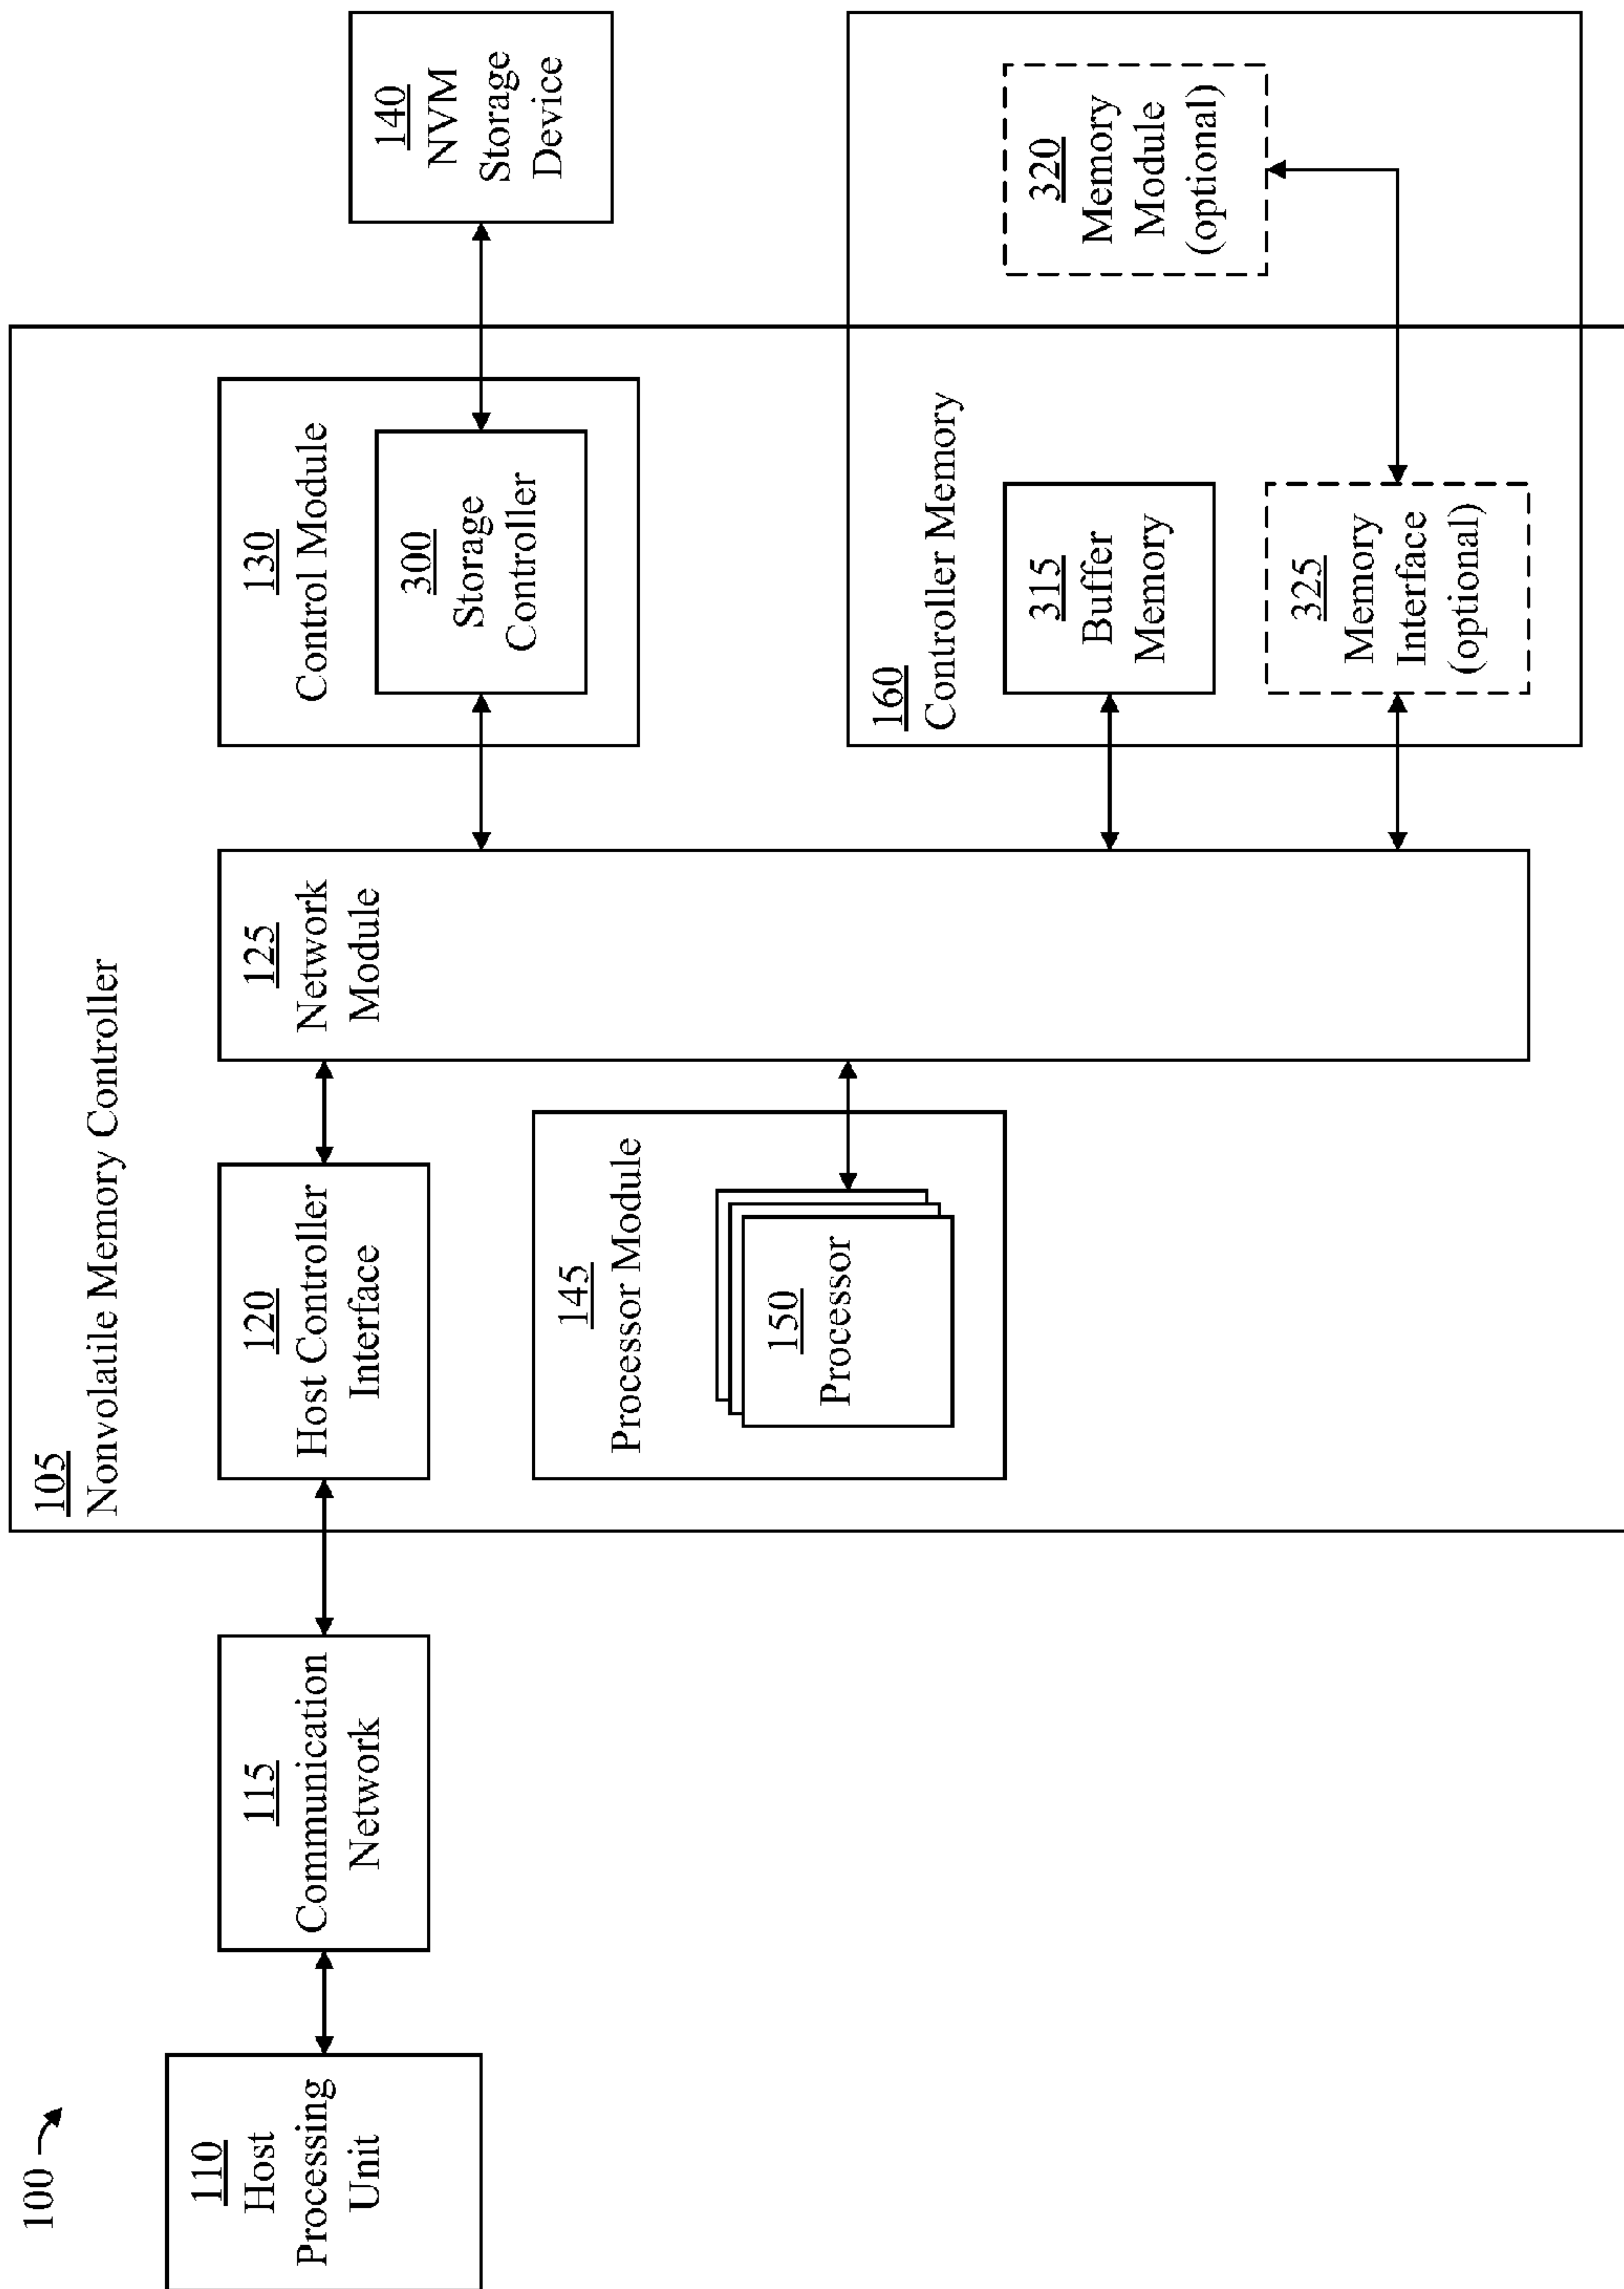 100
110
Host
Processing
Unit
115
Communication
Network
105
Nonvolatile Memory Controller
120
Host Controller
Interface
145
Processor Module
150
Processor
125
Network
Module
130
Control Module
300
Storage
Controller
140
NVM
Storage
Device
160
Controller Memory
315
Buffer
Memory
325
Memory
Interface
(optional)
320
Memory
Module
(optional)